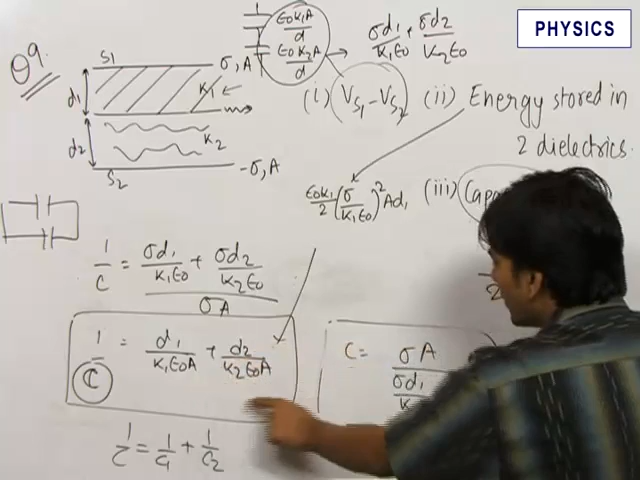 PHYSICS
Q9.
S1
σ, A
d1
K1
d2
K2
S2
-σ, A
ε0K1A/d
ε0K2A/d
σd1/K1ε0 + σd2/K2ε0
(i) VS1 - VS2
(ii) Energy stored in
2 dielectrics.
ε0K1/2 (σ/K1ε0)^2 Ad1
(iii)
1/C = (σd1/K1ε0 + σd2/K2ε0)/σA
1/C = d1/K1ε0A + d2/K2ε0A
C = σA/
σd1/
1/C = 1/C1 + 1/C2